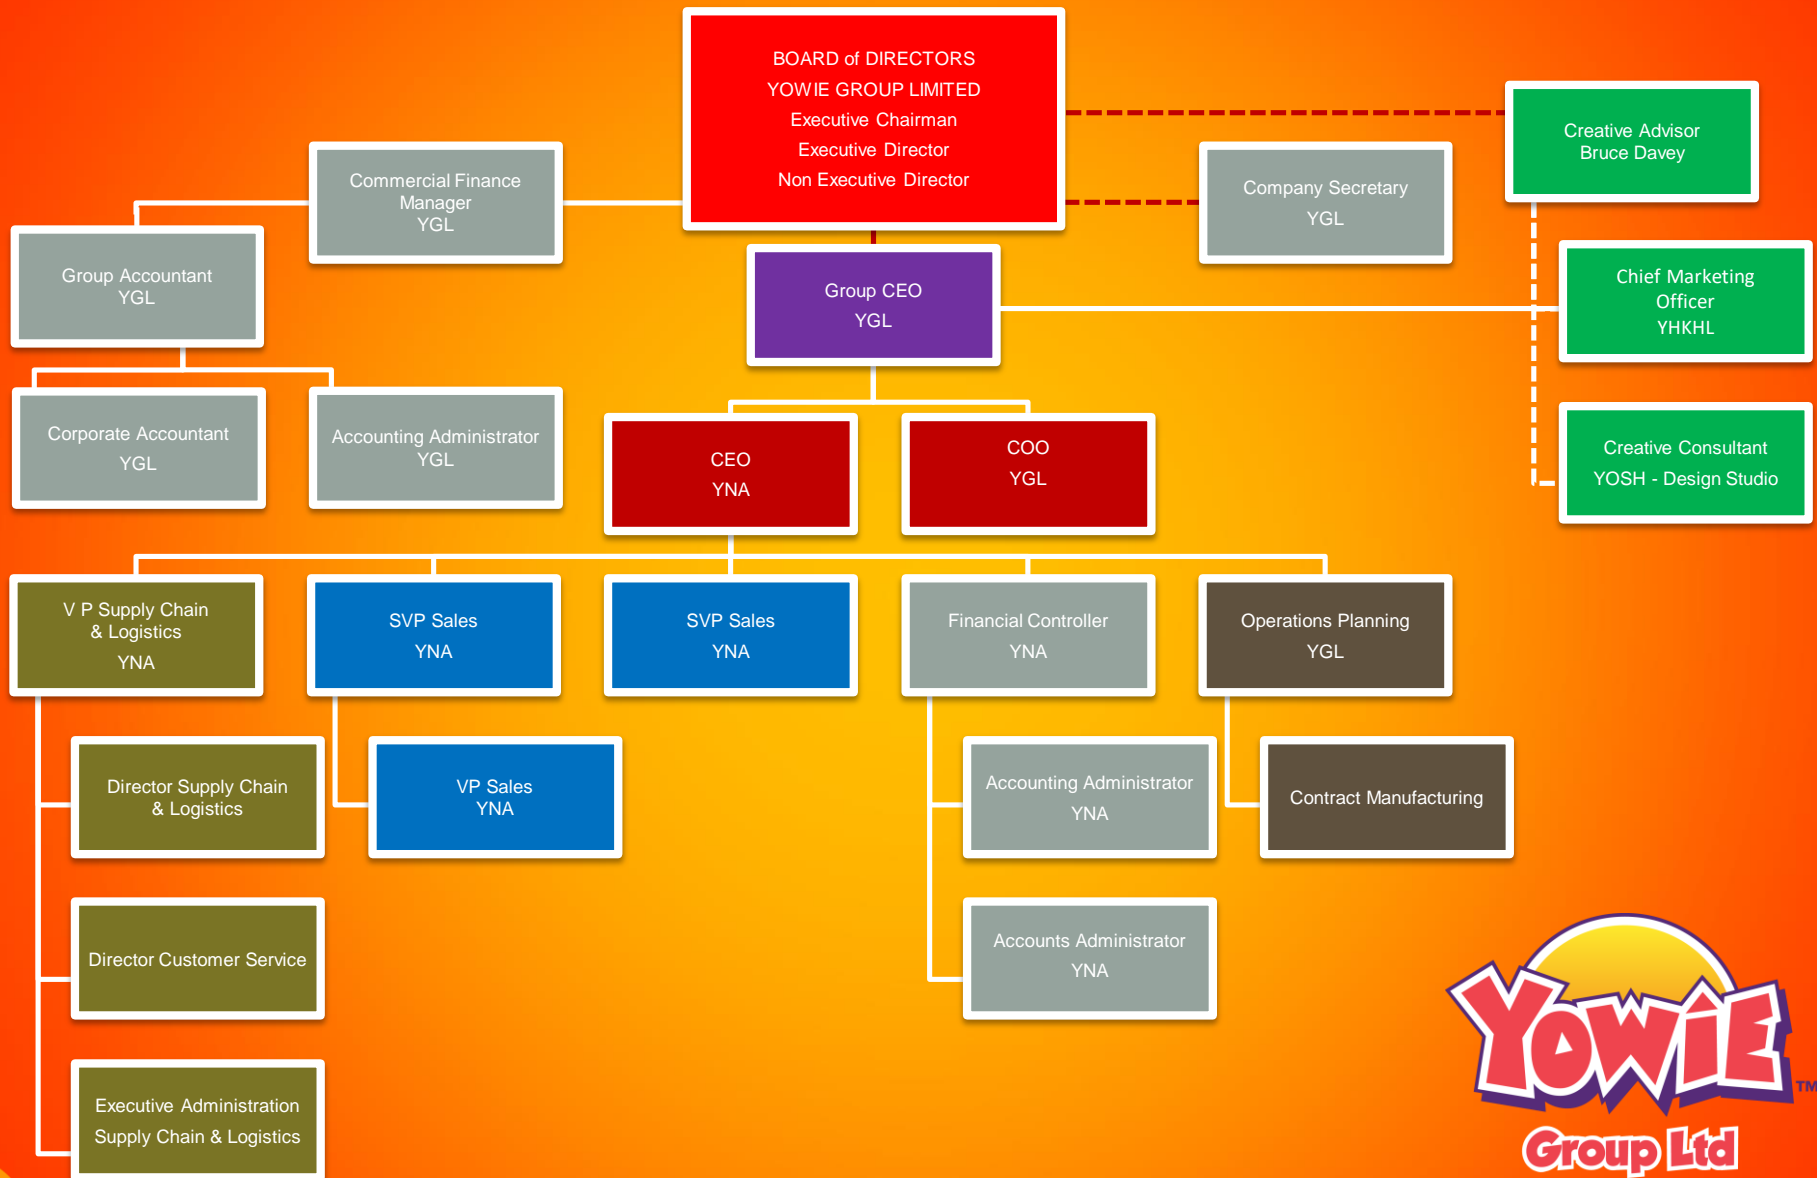 BOARD of DIRECTORS
YOWIE GROUP LIMITED
Executive Chairman
Executive Director
Non Executive Director
Creative Advisor
Bruce Davey
Commercial Finance
Manager
YGL
Company Secretary
YGL
Group Accountant
YGL
Group CEO
YGL
Chief Marketing
Officer
YHKHL
Corporate Accountant
YGL
Accounting Administrator
YGL
CEO
YNA
COO
YGL
Creative Consultant
YOSH - Design Studio
V P Supply Chain
& Logistics
YNA
SVP Sales
YNA
SVP Sales
YNA
Financial Controller
YNA
Operations Planning
YGL
Director Supply Chain
& Logistics
VP Sales
YNA
Accounting Administrator
YNA
Contract Manufacturing
Director Customer Service
Accounts Administrator
YNA
Executive Administration
Supply Chain & Logistics
YOWiE
TM
Group Ltd